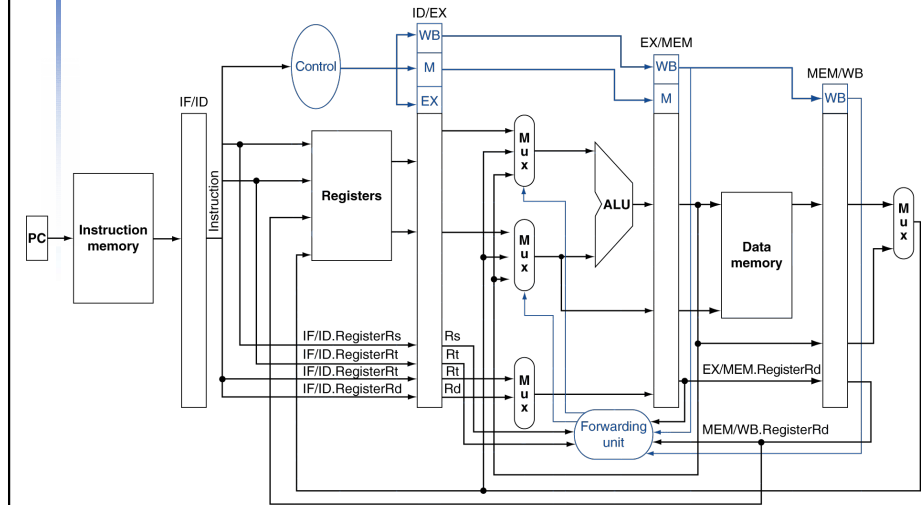 ID/EX
WB
M
EX
Control
EX/MEM
WB
M
MEM/WB
WB
IF/ID
Instruction
PC
Instruction
memory
Registers
Mux
Mux
ALU
Data
memory
Mux
IF/ID.RegisterRs
IF/ID.RegisterRt
IF/ID.RegisterRt
IF/ID.RegisterRd
Rs
Rt
Rt
Rd
Mux
EX/MEM.RegisterRd
Forwarding
unit
MEM/WB.RegisterRd